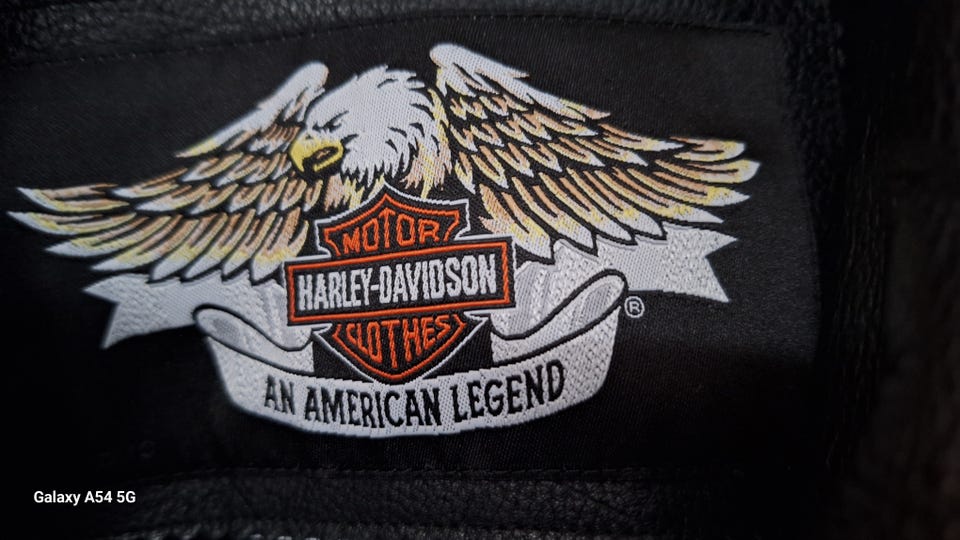 MOTOR
HARLEY-DAVIDSON
CLOTHES
®
AN AMERICAN LEGEND
Galaxy A54 5G